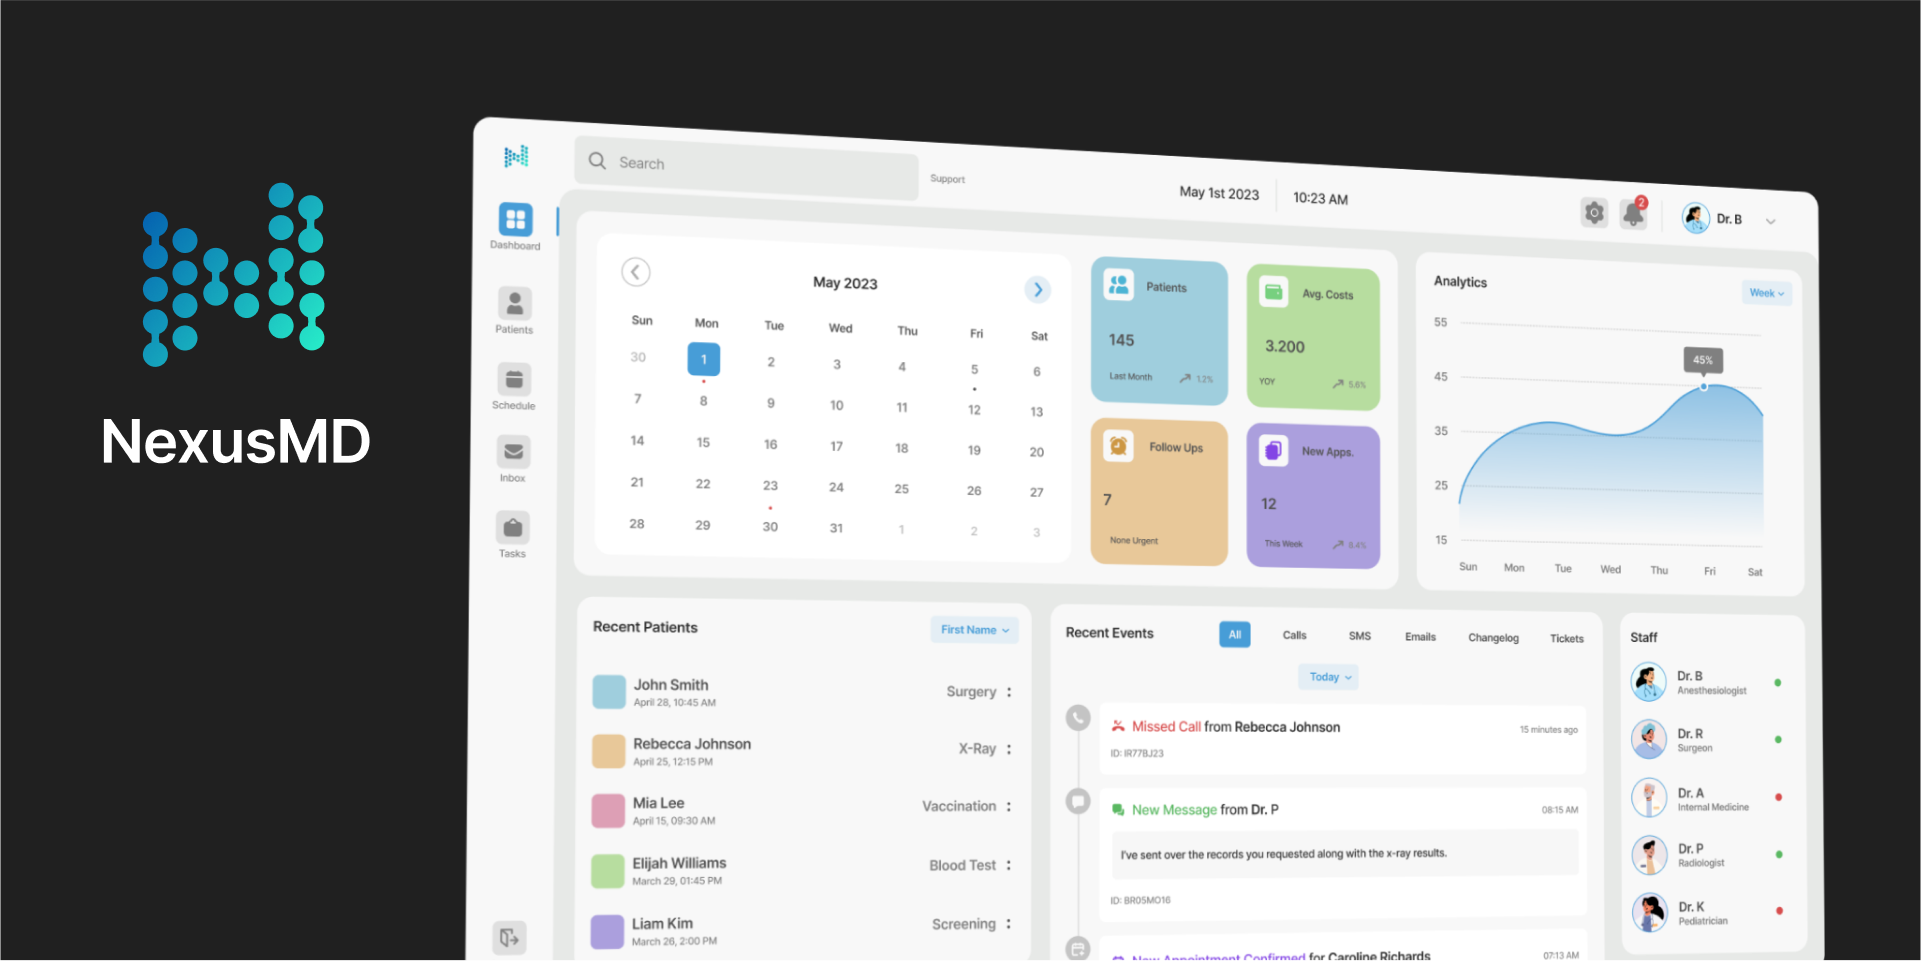 NexusMD
Search
Support
May 1st 2023
10:23 AM
2
Dr. B
Dashboard
Patients
Schedule
Inbox
Tasks
May 2023
Sun Mon Tue Wed Thu Fri Sat
30 1 2 3 4 5 6
7 8 9 10 11 12 13
14 15 16 17 18 19 20
21 22 23 24 25 26 27
28 29 30 31 1 2 3
Patients
145
Last Month 1.2%
Avg. Costs
3.200
YOY 5.6%
Follow Ups
7
None Urgent
New Apps.
12
This Week 8.4%
Analytics
Week
55
45
35
25
15
45%
Sun Mon Tue Wed Thu Fri Sat
Recent Patients
First Name
John Smith
April 28, 10:45 AM
Surgery
Rebecca Johnson
April 25, 12:15 PM
X-Ray
Mia Lee
April 15, 09:30 AM
Vaccination
Elijah Williams
March 29, 01:45 PM
Blood Test
Liam Kim
March 26, 2:00 PM
Screening
Recent Events
All Calls SMS Emails Changelog Tickets
Today
Missed Call from Rebecca Johnson
15 minutes ago
ID: IR77BJ23
New Message from Dr. P
08:15 AM
I've sent over the records you requested along with the x-ray results.
ID: BR05MO16
New Appointment Confirmed for Caroline Richards
07:13 AM
Staff
Dr. B
Anesthesiologist
Dr. R
Surgeon
Dr. A
Internal Medicine
Dr. P
Radiologist
Dr. K
Pediatrician